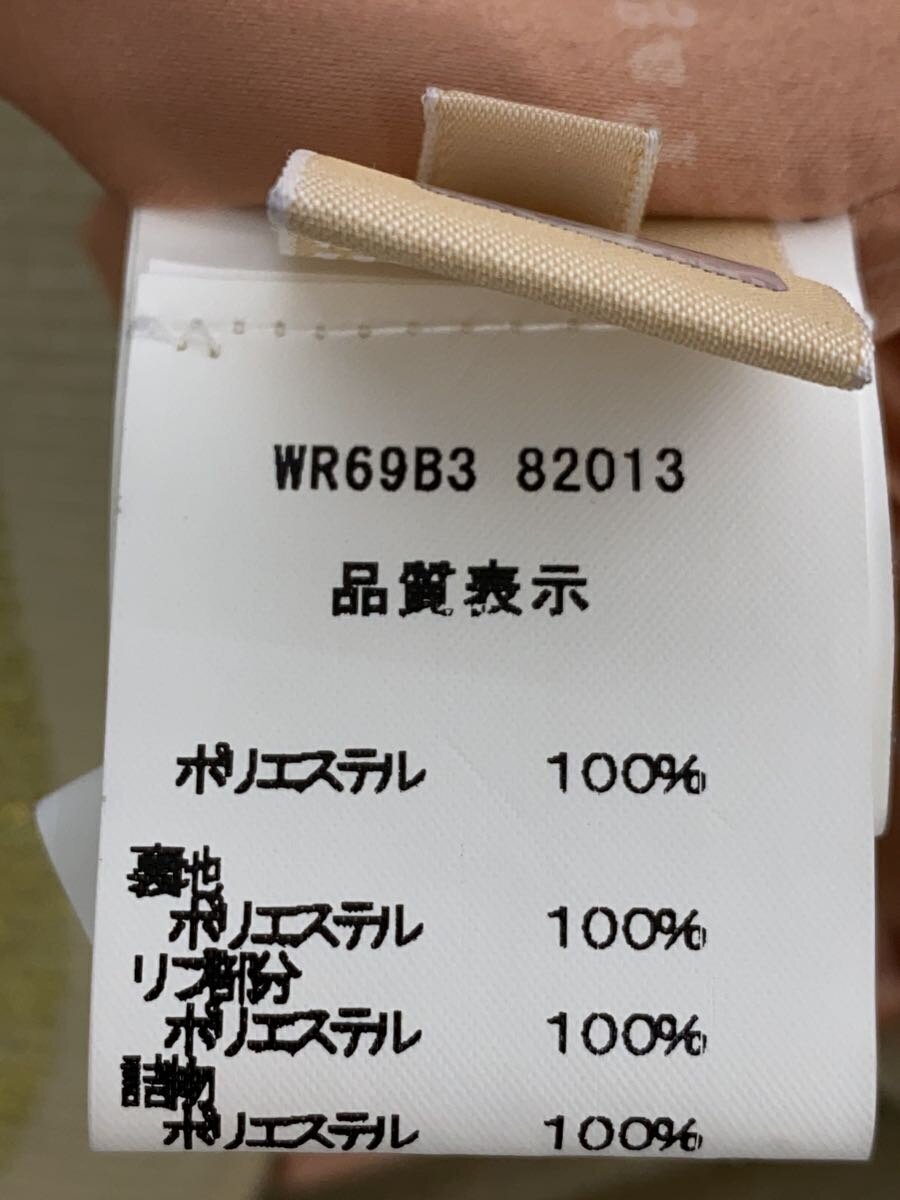 WR69B3 82013
品質表示
ポリエステル 100%
裏地
ポリエステル 100%
リブ部分
ポリエステル 100%
詰物
ポリエステル 100%